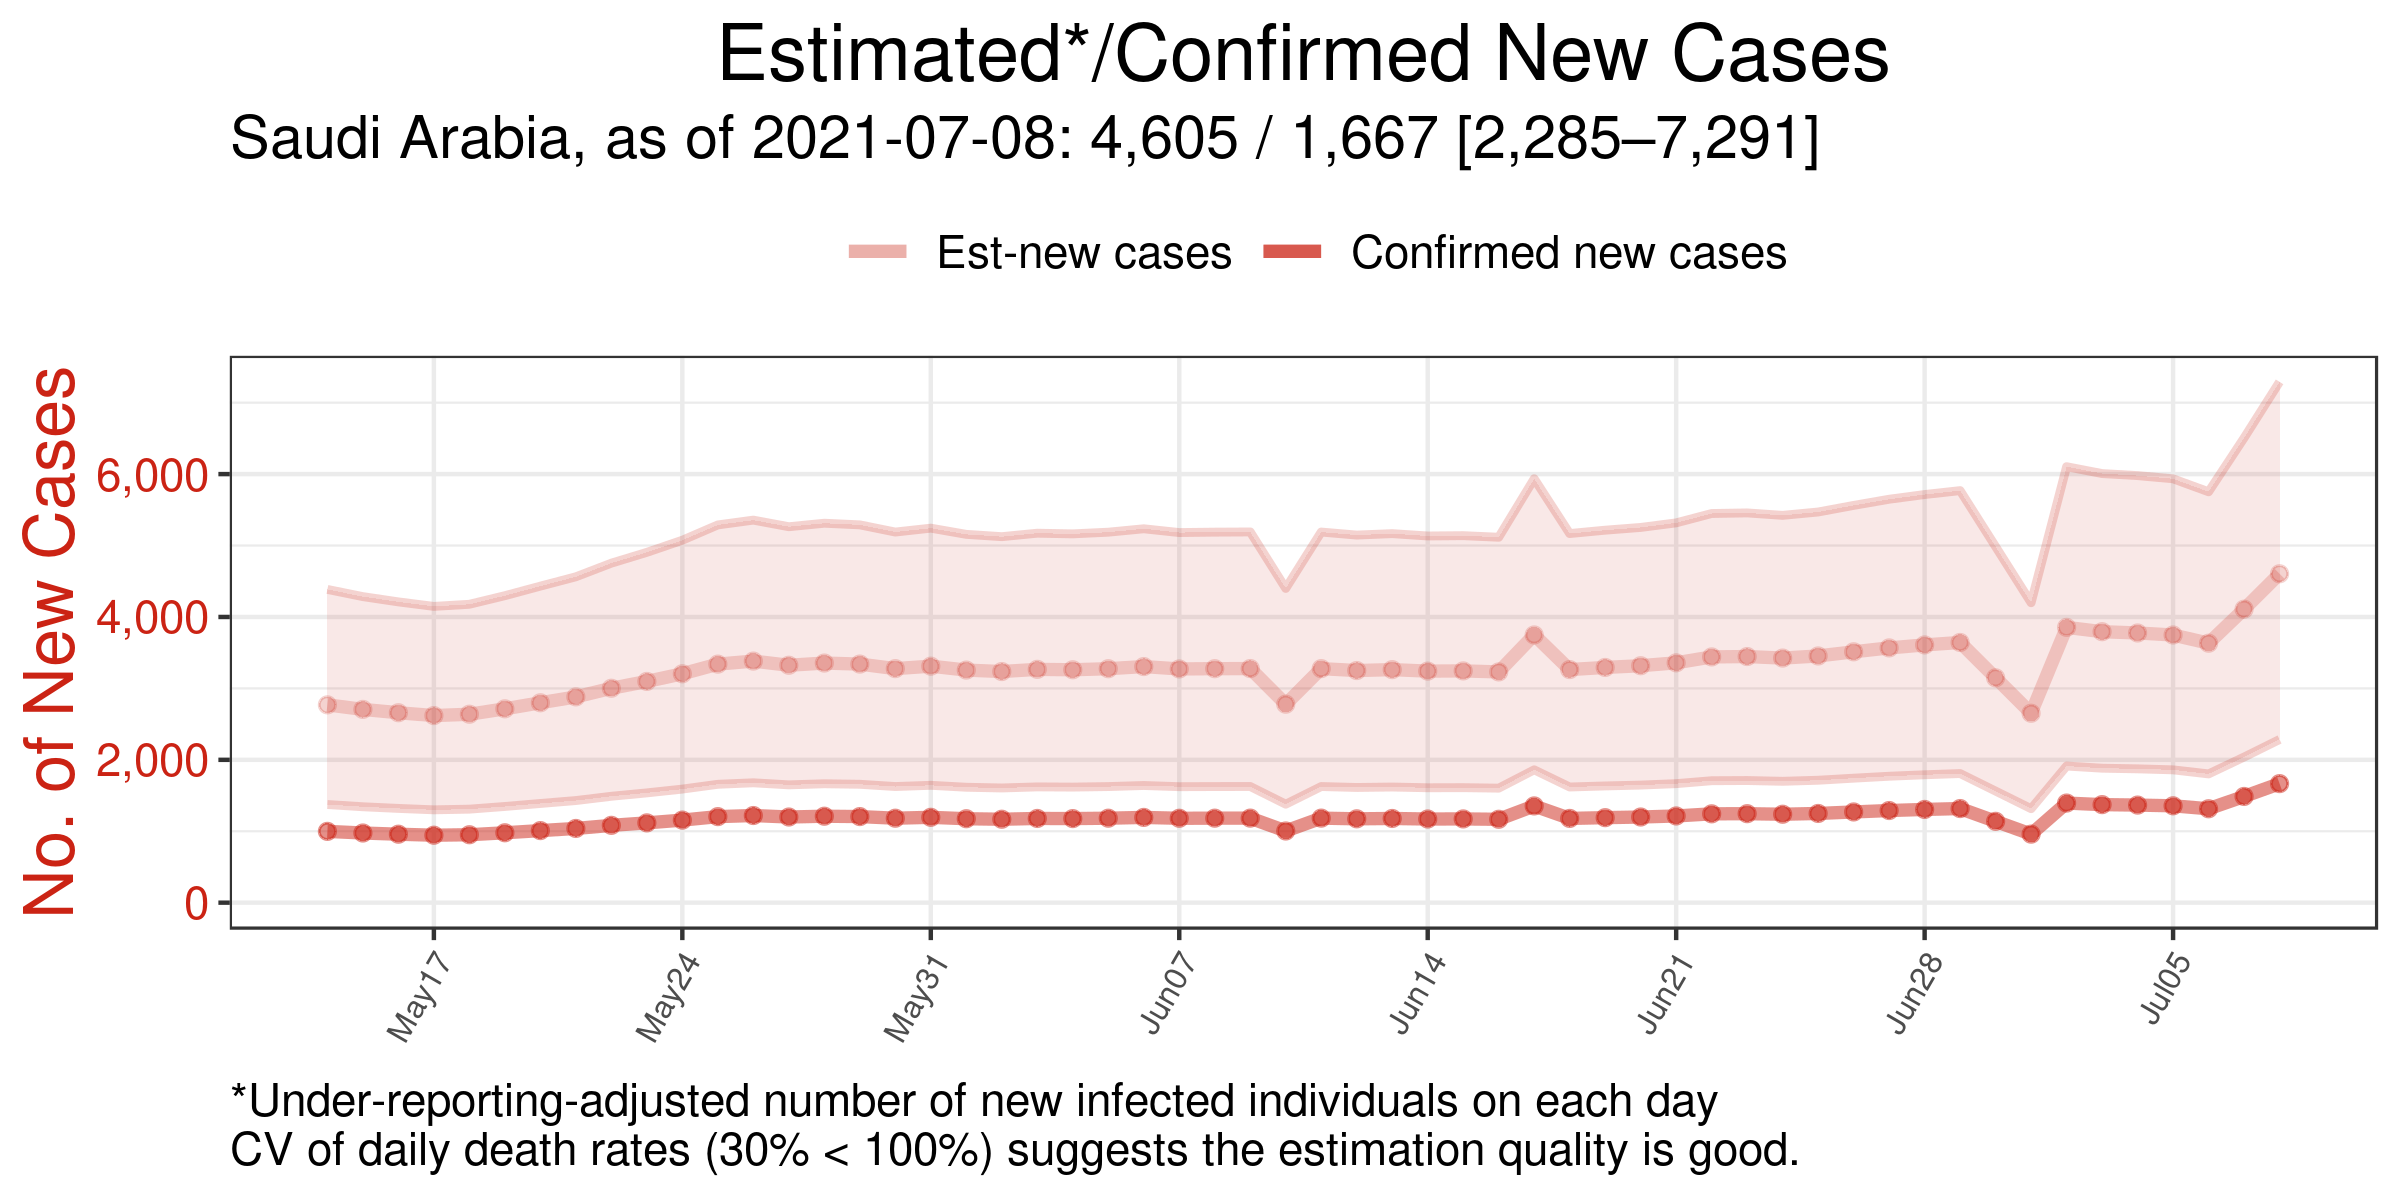 Estimated*/Confirmed New Cases
Saudi Arabia, as of 2021-07-08: 4,605 / 1,667 [2,285–7,291]
Est-new cases
Confirmed new cases
No. of New Cases
6,000
4,000
2,000
0
May17
May24
May31
Jun07
Jun14
Jun21
Jun28
Jul05
*Under-reporting-adjusted number of new infected individuals on each day
CV of daily death rates (30% < 100%) suggests the estimation quality is good.